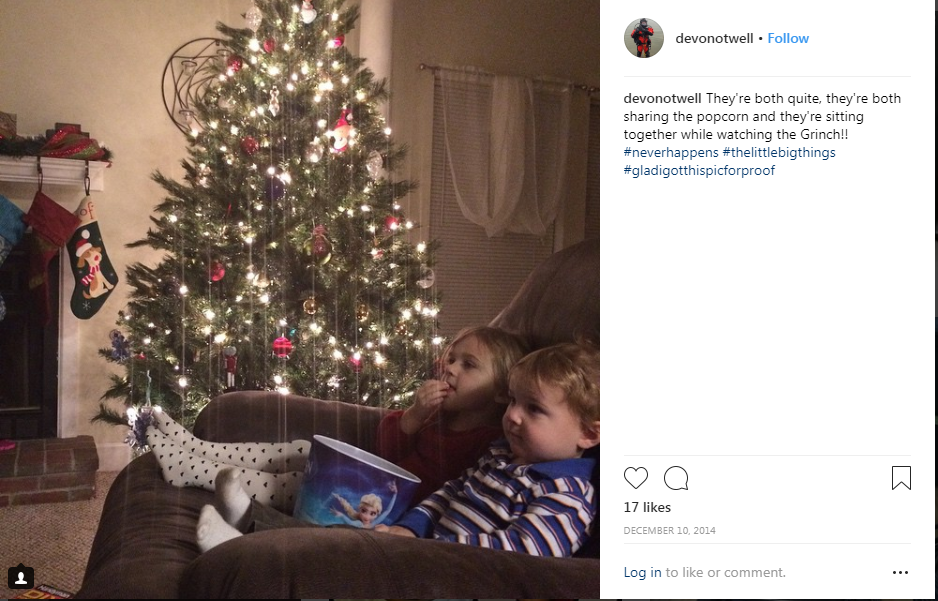 devonotwell • Follow
devonotwell They're both quite, they're both
sharing the popcorn and they're sitting
together while watching the Grinch!!
#neverhappens #thelittlebigthings
#gladigotthispicforproof
17 likes
DECEMBER 10, 2014
Log in to like or comment.